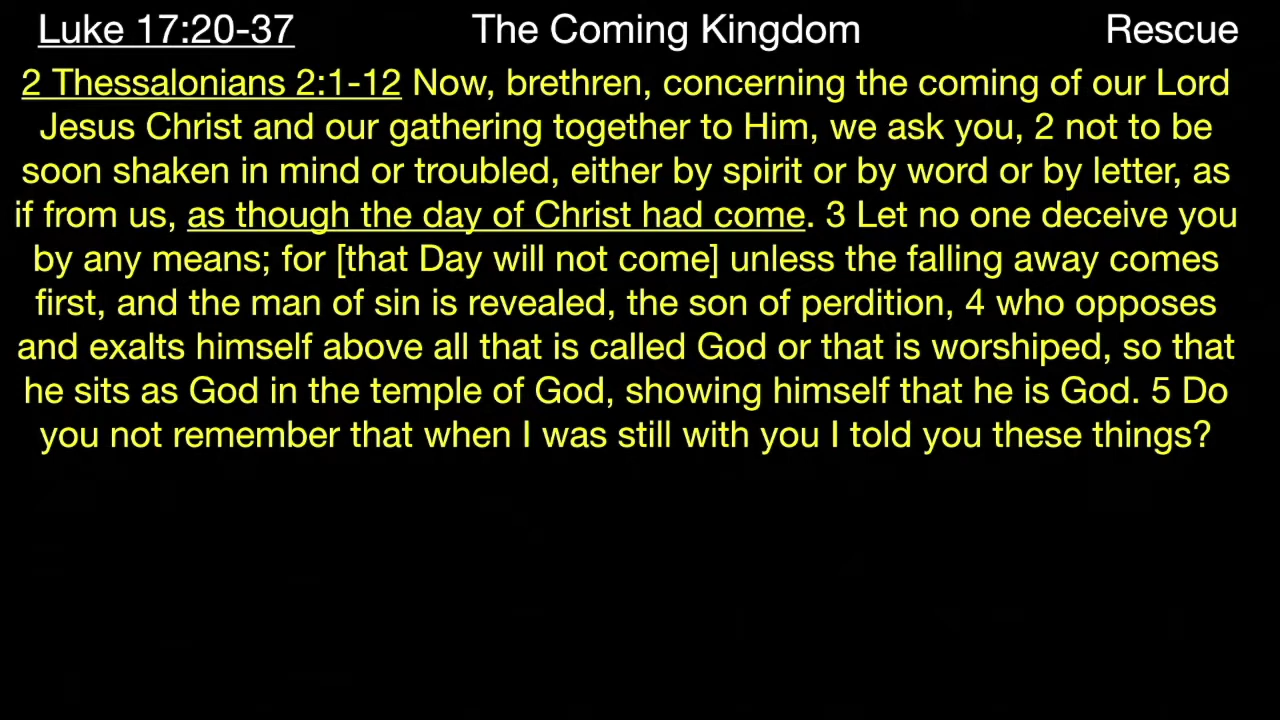 Luke 17:20-37 The Coming Kingdom Rescue
2 Thessalonians 2:1-12 Now, brethren, concerning the coming of our Lord
Jesus Christ and our gathering together to Him, we ask you, 2 not to be
soon shaken in mind or troubled, either by spirit or by word or by letter, as
if from us, as though the day of Christ had come. 3 Let no one deceive you
by any means; for [that Day will not come] unless the falling away comes
first, and the man of sin is revealed, the son of perdition, 4 who opposes
and exalts himself above all that is called God or that is worshiped, so that
he sits as God in the temple of God, showing himself that he is God. 5 Do
you not remember that when I was still with you I told you these things?